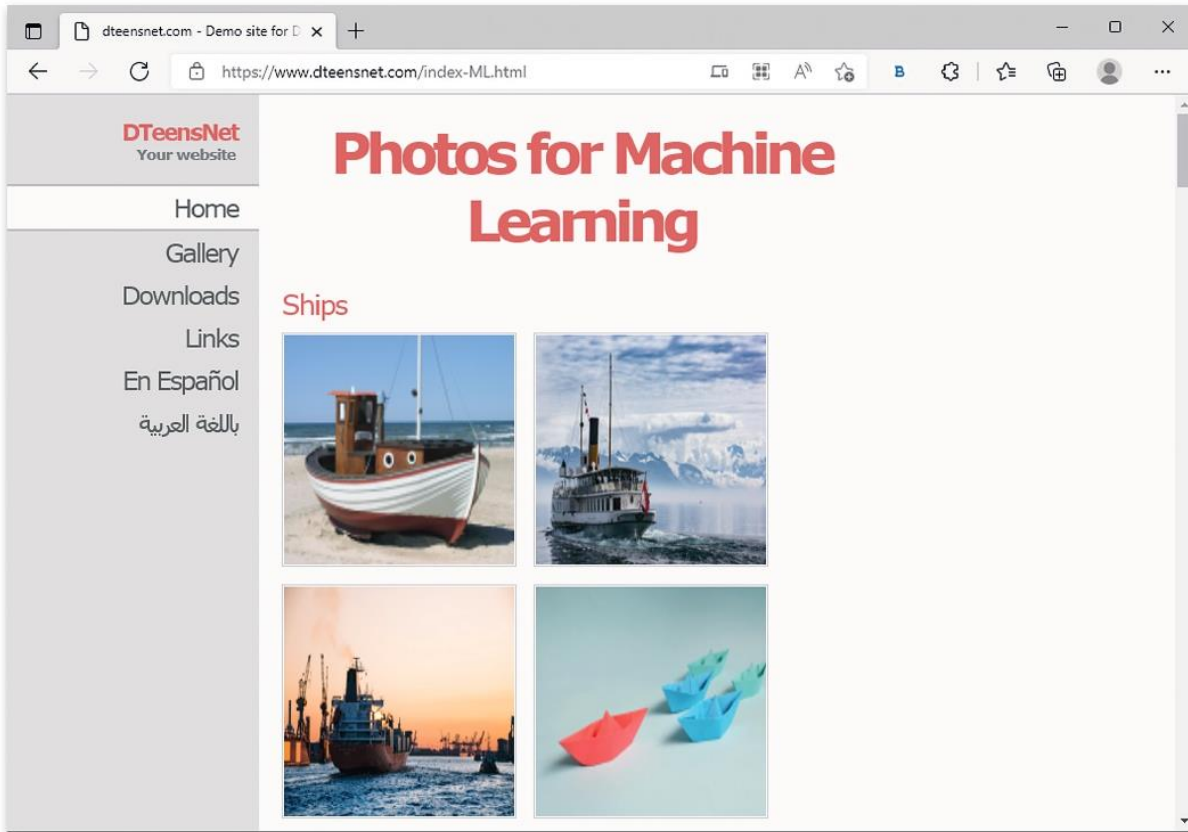 dteensnet.com - Demo site for D
https://www.dteensnet.com/index-ML.html
DTeensNet
Your website
Home
Gallery
Downloads
Links
En Español
باللغة العربية
Photos for Machine
Learning
Ships